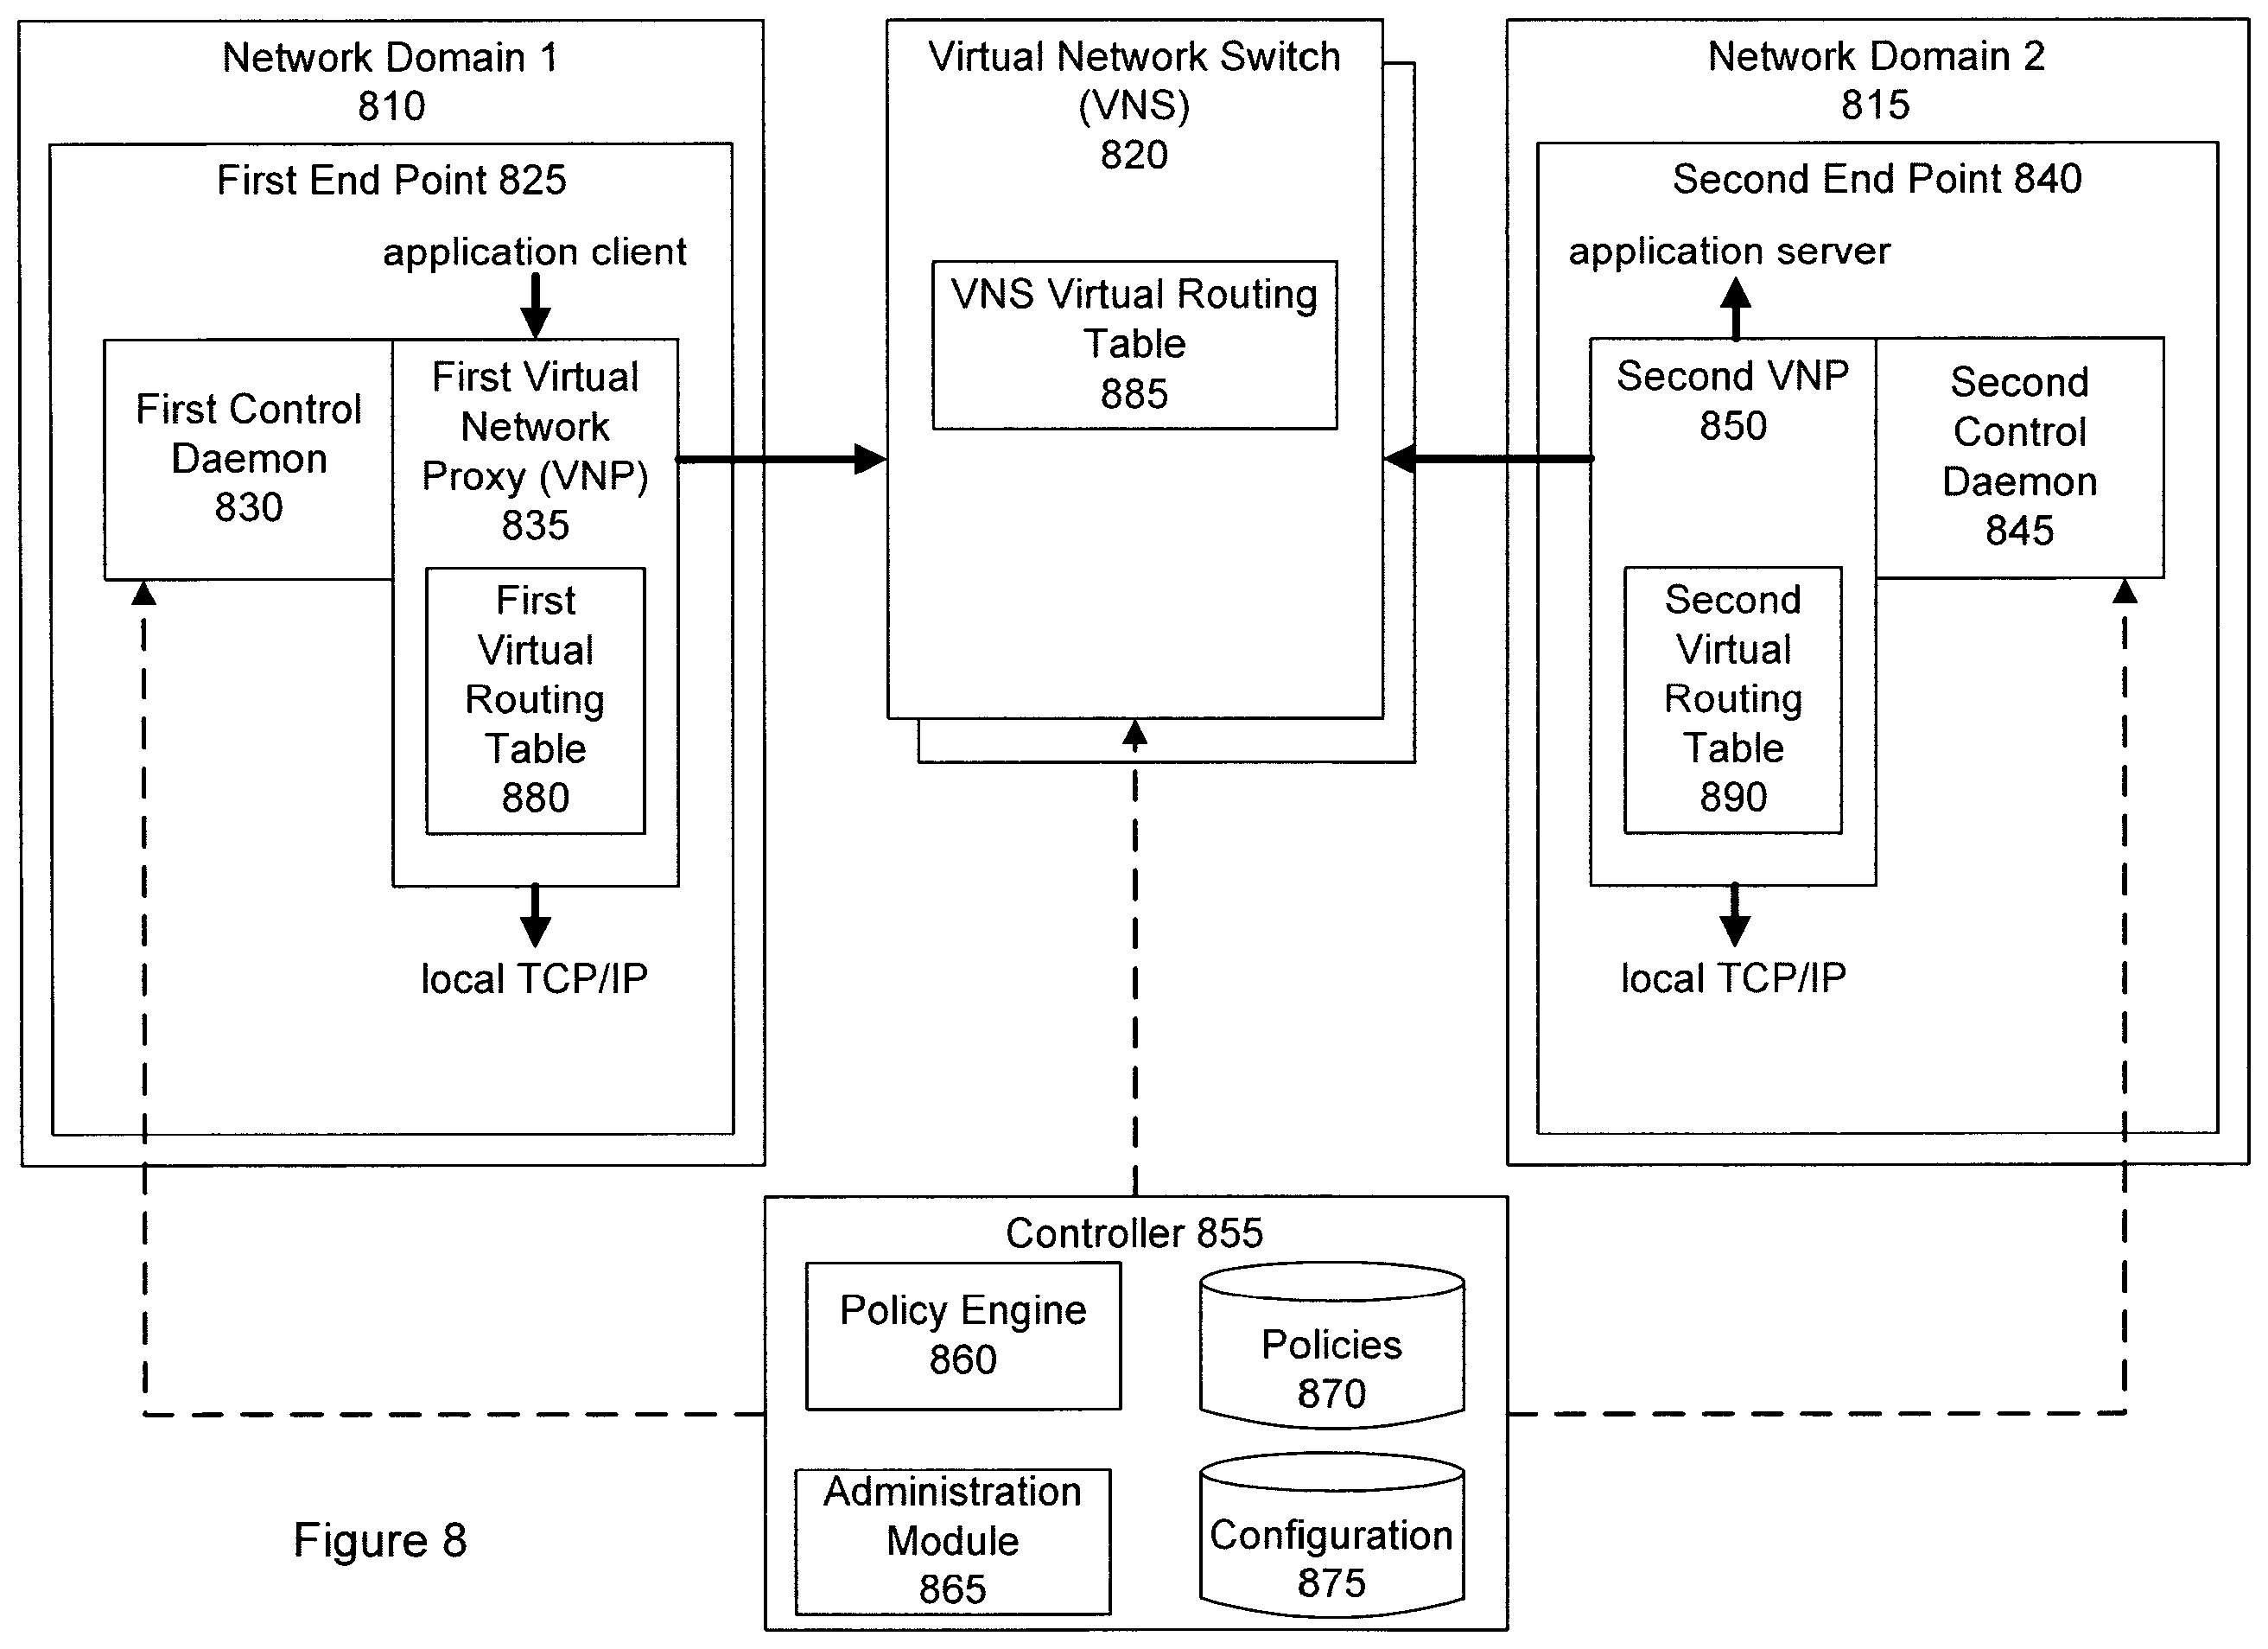 Network Domain 1
810
First End Point 825
application client
First Control
Daemon
830
First Virtual
Network
Proxy (VNP)
835
First
Virtual
Routing
Table
880
local TCP/IP
Virtual Network Switch
(VNS)
820
VNS Virtual Routing
Table
885
Network Domain 2
815
Second End Point 840
application server
Second VNP
850
Second
Virtual
Routing
Table
890
local TCP/IP
Second
Control
Daemon
845
Controller 855
Policy Engine
860
Policies
870
Administration
Module
865
Configuration
875
Figure 8